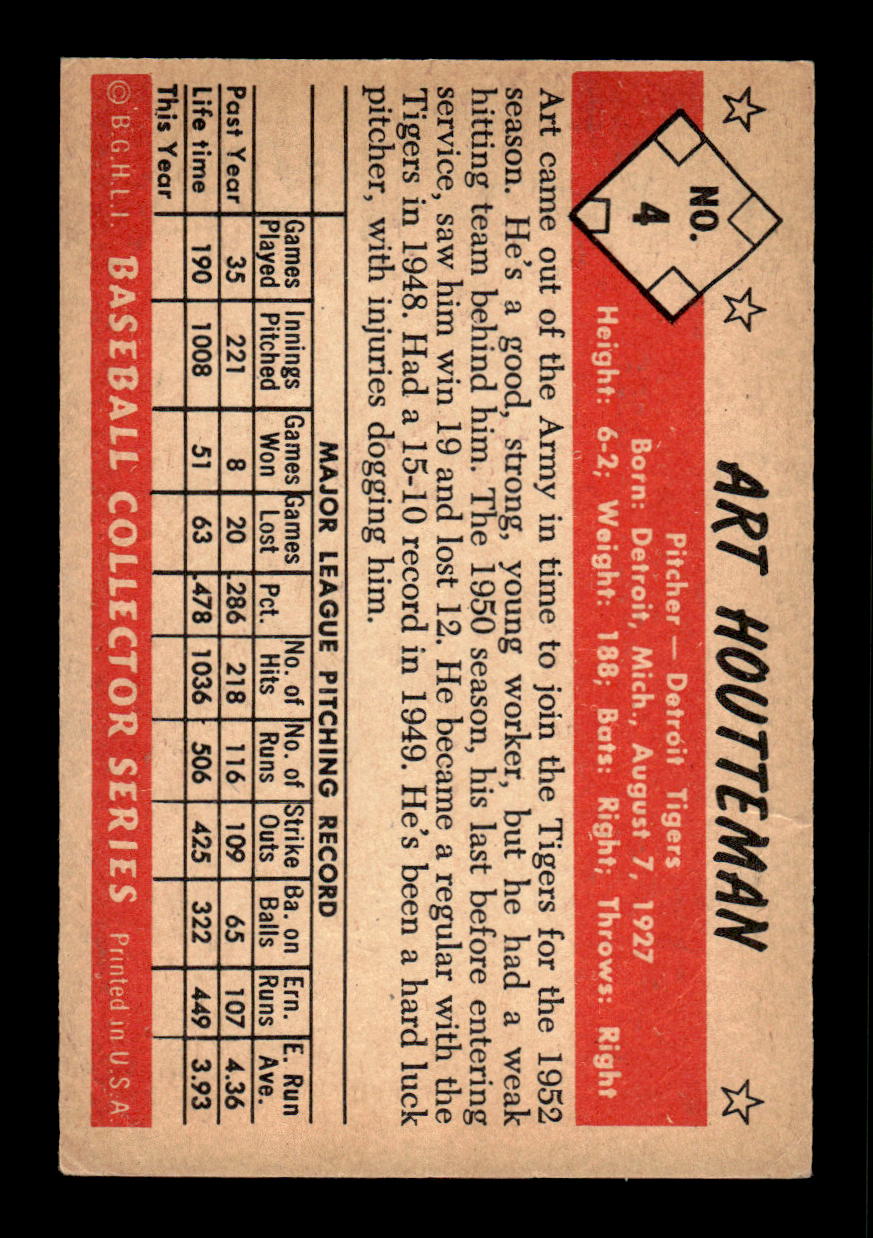 ART HOUTTEMAN
NO.
4
Pitcher — Detroit Tigers
Born: Detroit, Mich., August 7, 1927
Height: 6-2; Weight: 188; Bats: Right; Throws: Right
Art came out of the Army in time to join the Tigers for the 1952
season. He's a good, strong, young worker, but he had a weak
hitting team behind him. The 1950 season, his last before entering
service, saw him win 19 and lost 12. He became a regular with the
Tigers in 1948. Had a 15-10 record in 1949. He's been a hard luck
pitcher, with injuries dogging him.
MAJOR LEAGUE PITCHING RECORD
Games Innings Games Games Pct. No. of No. of Strike Ba. on Ern. E. Run
Played Pitched Won Lost Hits Runs Outs Balls Runs Ave.
Past Year 35 221 8 20 .286 218 116 109 65 107 4.36
Life time 190 1008 51 63 .478 1036 506 425 322 449 3.93
This Year
© B.G.H.L.I. BASEBALL COLLECTOR SERIES Printed in U.S.A.